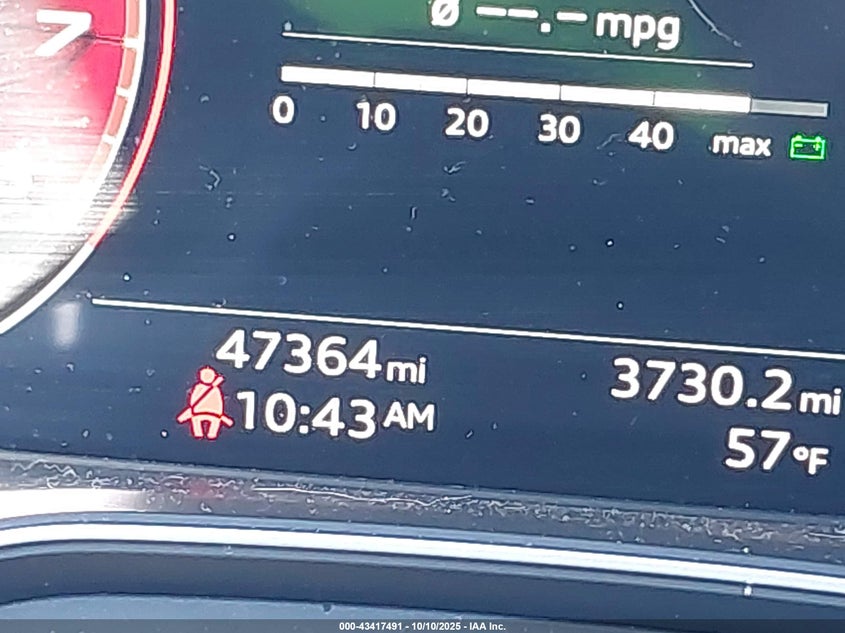 7
Ø --.- mpg
0 10 20 30 40 max
47364 mi 3730.2 mi
10:43 AM 57 °F
000-43417491 - 10/10/2025 - IAA Inc.